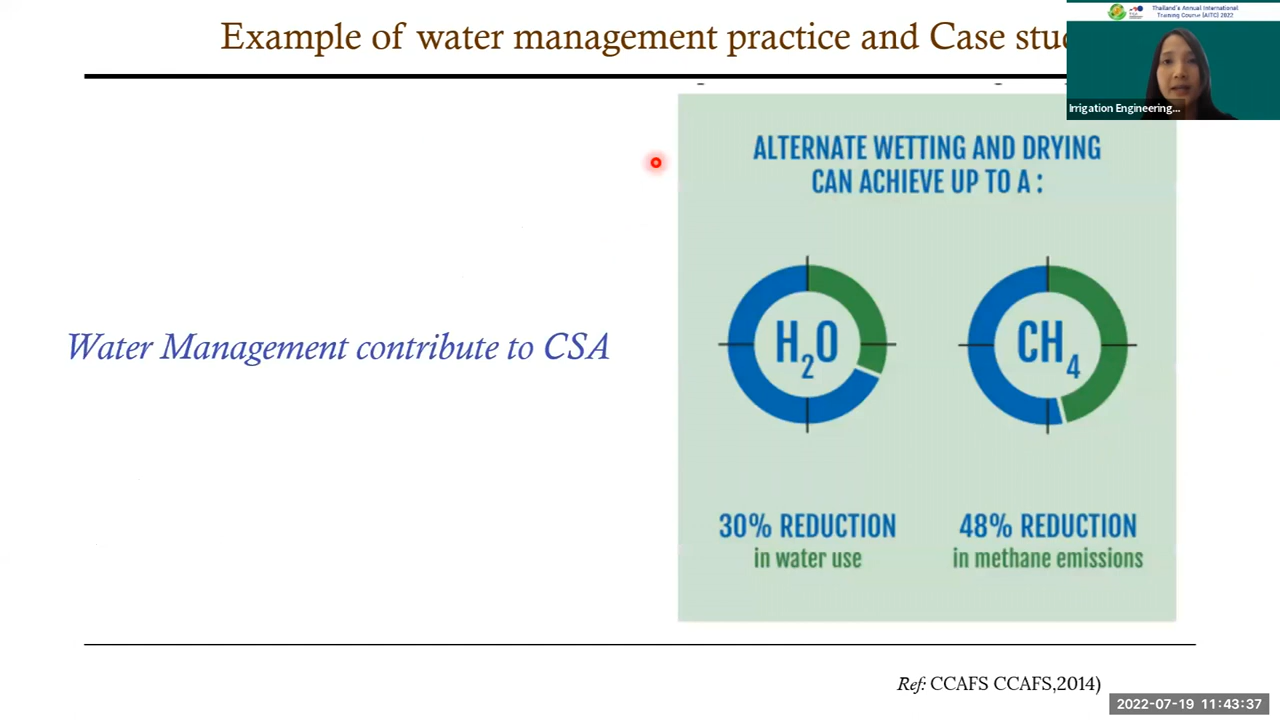 Example of water management practice and Case stu
Thailand's Annual International
Training Course (AITC) 2022
Irrigation Engineering...
ALTERNATE WETTING AND DRYING
CAN ACHIEVE UP TO A :
Water Management contribute to CSA
H2O
CH4
30% REDUCTION
in water use
48% REDUCTION
in methane emissions
Ref: CCAFS CCAFS,2014)
2022-07-19 11:43:37